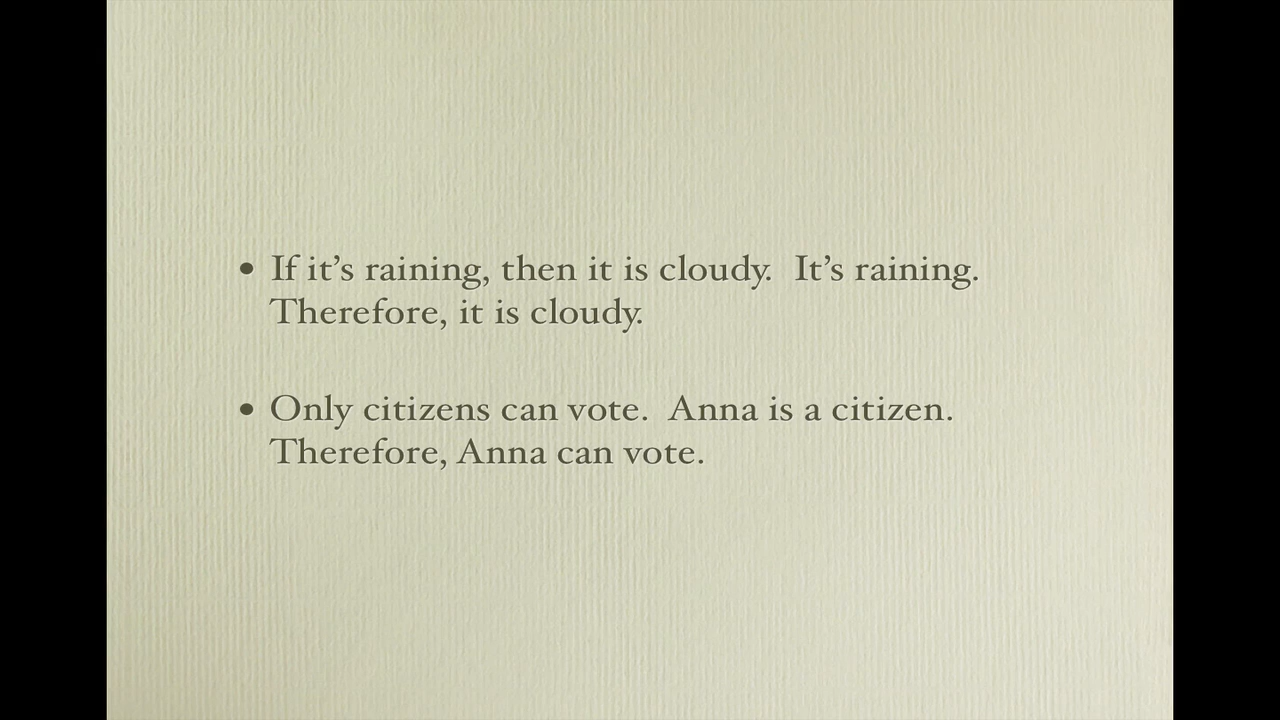 • If it’s raining, then it is cloudy.  It’s raining.
Therefore, it is cloudy.
• Only citizens can vote.  Anna is a citizen.
Therefore, Anna can vote.